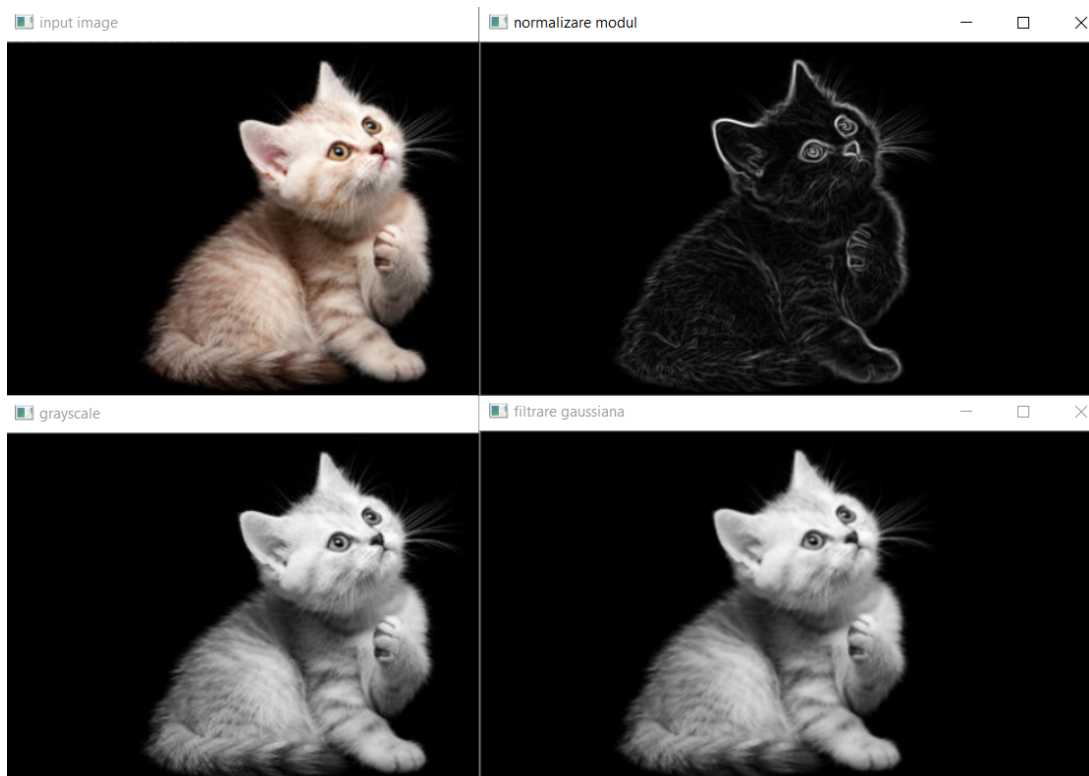 input image
normalizare modul
grayscale
filtrare gaussiana